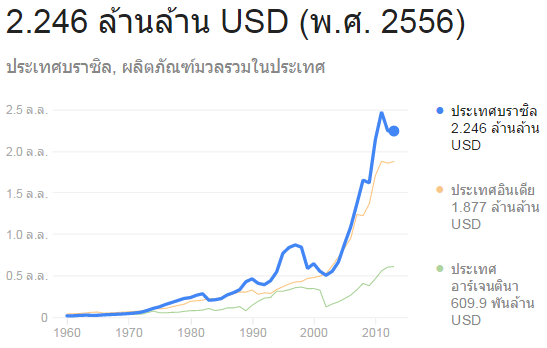 2.246 ล้านล้าน USD (พ.ศ. 2556)
ประเทศบราซิล, ผลิตภัณฑ์มวลรวมในประเทศ
2.5 ล.ล.
2.0 ล.ล.
1.5 ล.ล.
1.0 ล.ล.
0.5 ล.ล.
0
1960
1970
1980
1990
2000
2010
ประเทศบราซิล
2.246 ล้านล้าน
USD
ประเทศอินเดีย
1.877 ล้านล้าน
USD
ประเทศ
อาร์เจนตินา
609.9 พันล้าน
USD